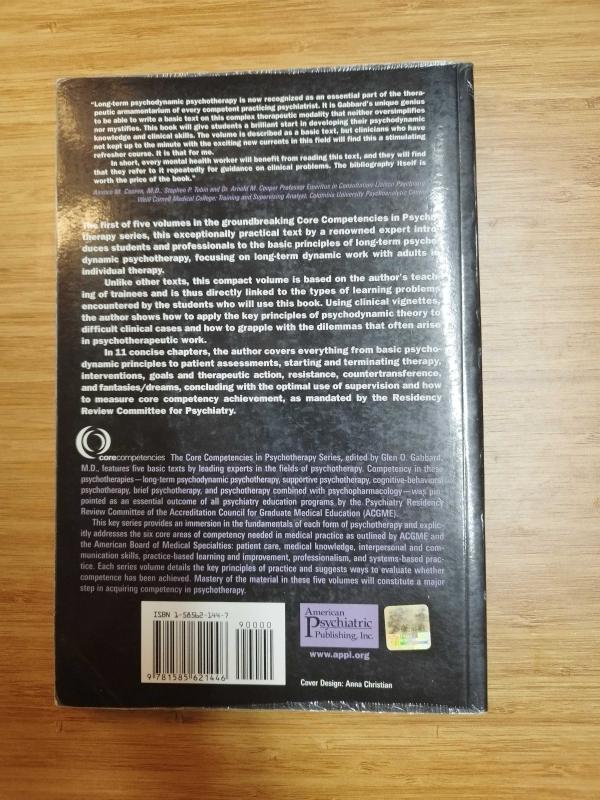 "Long-term psychodynamic psychotherapy is now recognized as an essential part of the thera-
peutic armamentarium of every competent practicing psychiatrist. It is Gabbard's unique genius
to be able to write a basic text on this complex therapeutic modality that neither oversimplifies
nor mystifies. This book will give students a brilliant start in developing their psychodynamic
knowledge and clinical skills. The volume is described as a basic text, but clinicians who have
not kept up to the minute with the exciting new currents in this field will find this a stimulating
refresher course. It is that for me.
In short, every mental health worker will benefit from reading this text, and they will find
that they refer to it repeatedly for guidance on clinical problems. The bibliography itself is
worth the price of the book."
Arnold M. Cooper, M.D., Stephen P. Tobin and Dr. Arnold M. Cooper Professor Emeritus in Consultation-Liaison Psychiatry
Weill Cornell Medical College; Training and Supervising Analyst, Columbia University Psychoanalytic
The first of five volumes in the groundbreaking Core Competencies in Psycho
therapy series, this exceptionally practical text by a renowned expert intro
duces students and professionals to the basic principles of long-term psycho
dynamic psychotherapy, focusing on long-term dynamic work with adults in
individual therapy.
Unlike other texts, this compact volume is based on the author's teach-
ing of trainees and is thus directly linked to the types of learning problems
encountered by the students who will use this book. Using clinical vignettes,
the author shows how to apply the key principles of psychodynamic theory to
difficult clinical cases and how to grapple with the dilemmas that often arise
in psychotherapeutic work.
In 11 concise chapters, the author covers everything from basic psycho-
dynamic principles to patient assessments, starting and terminating therapy,
interventions, goals and therapeutic action, resistance, countertransference,
and fantasies/dreams, concluding with the optimal use of supervision and how
to measure core competency achievement, as mandated by the Residency
Review Committee for Psychiatry.
corecompetencies The Core Competencies in Psychotherapy Series, edited by Glen O. Gabbard,
M.D., features five basic texts by leading experts in the fields of psychotherapy. Competency in these
psychotherapies—long-term psychodynamic psychotherapy, supportive psychotherapy, cognitive-behavioral
psychotherapy, brief psychotherapy, and psychotherapy combined with psychopharmacology—was pin-
pointed as an essential outcome of all psychiatry education programs by the Psychiatry Residency
Review Committee of the Accreditation Council for Graduate Medical Education (ACGME).
This key series provides an immersion in the fundamentals of each form of psychotherapy and explic-
itly addresses the six core areas of competency needed in medical practice as outlined by ACGME and
the American Board of Medical Specialties: patient care, medical knowledge, interpersonal and com-
munication skills, practice-based learning and improvement, professionalism, and systems-based prac-
tice. Each series volume details the key principles of practice and suggests ways to evaluate whether
competence has been achieved. Mastery of the material in these five volumes will constitute a major
step in acquiring competency in psychotherapy.
ISBN 1-58562-144-7
90000
9 781585 621446
American
Psychiatric
Publishing, Inc.
www.appi.org
Cover Design: Anna Christian